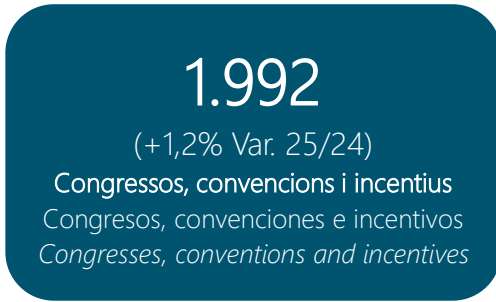 1.992
(+1,2% Var. 25/24)
Congressos, convencions i incentius
Congresos, convenciones e incentivos
Congresses, conventions and incentives